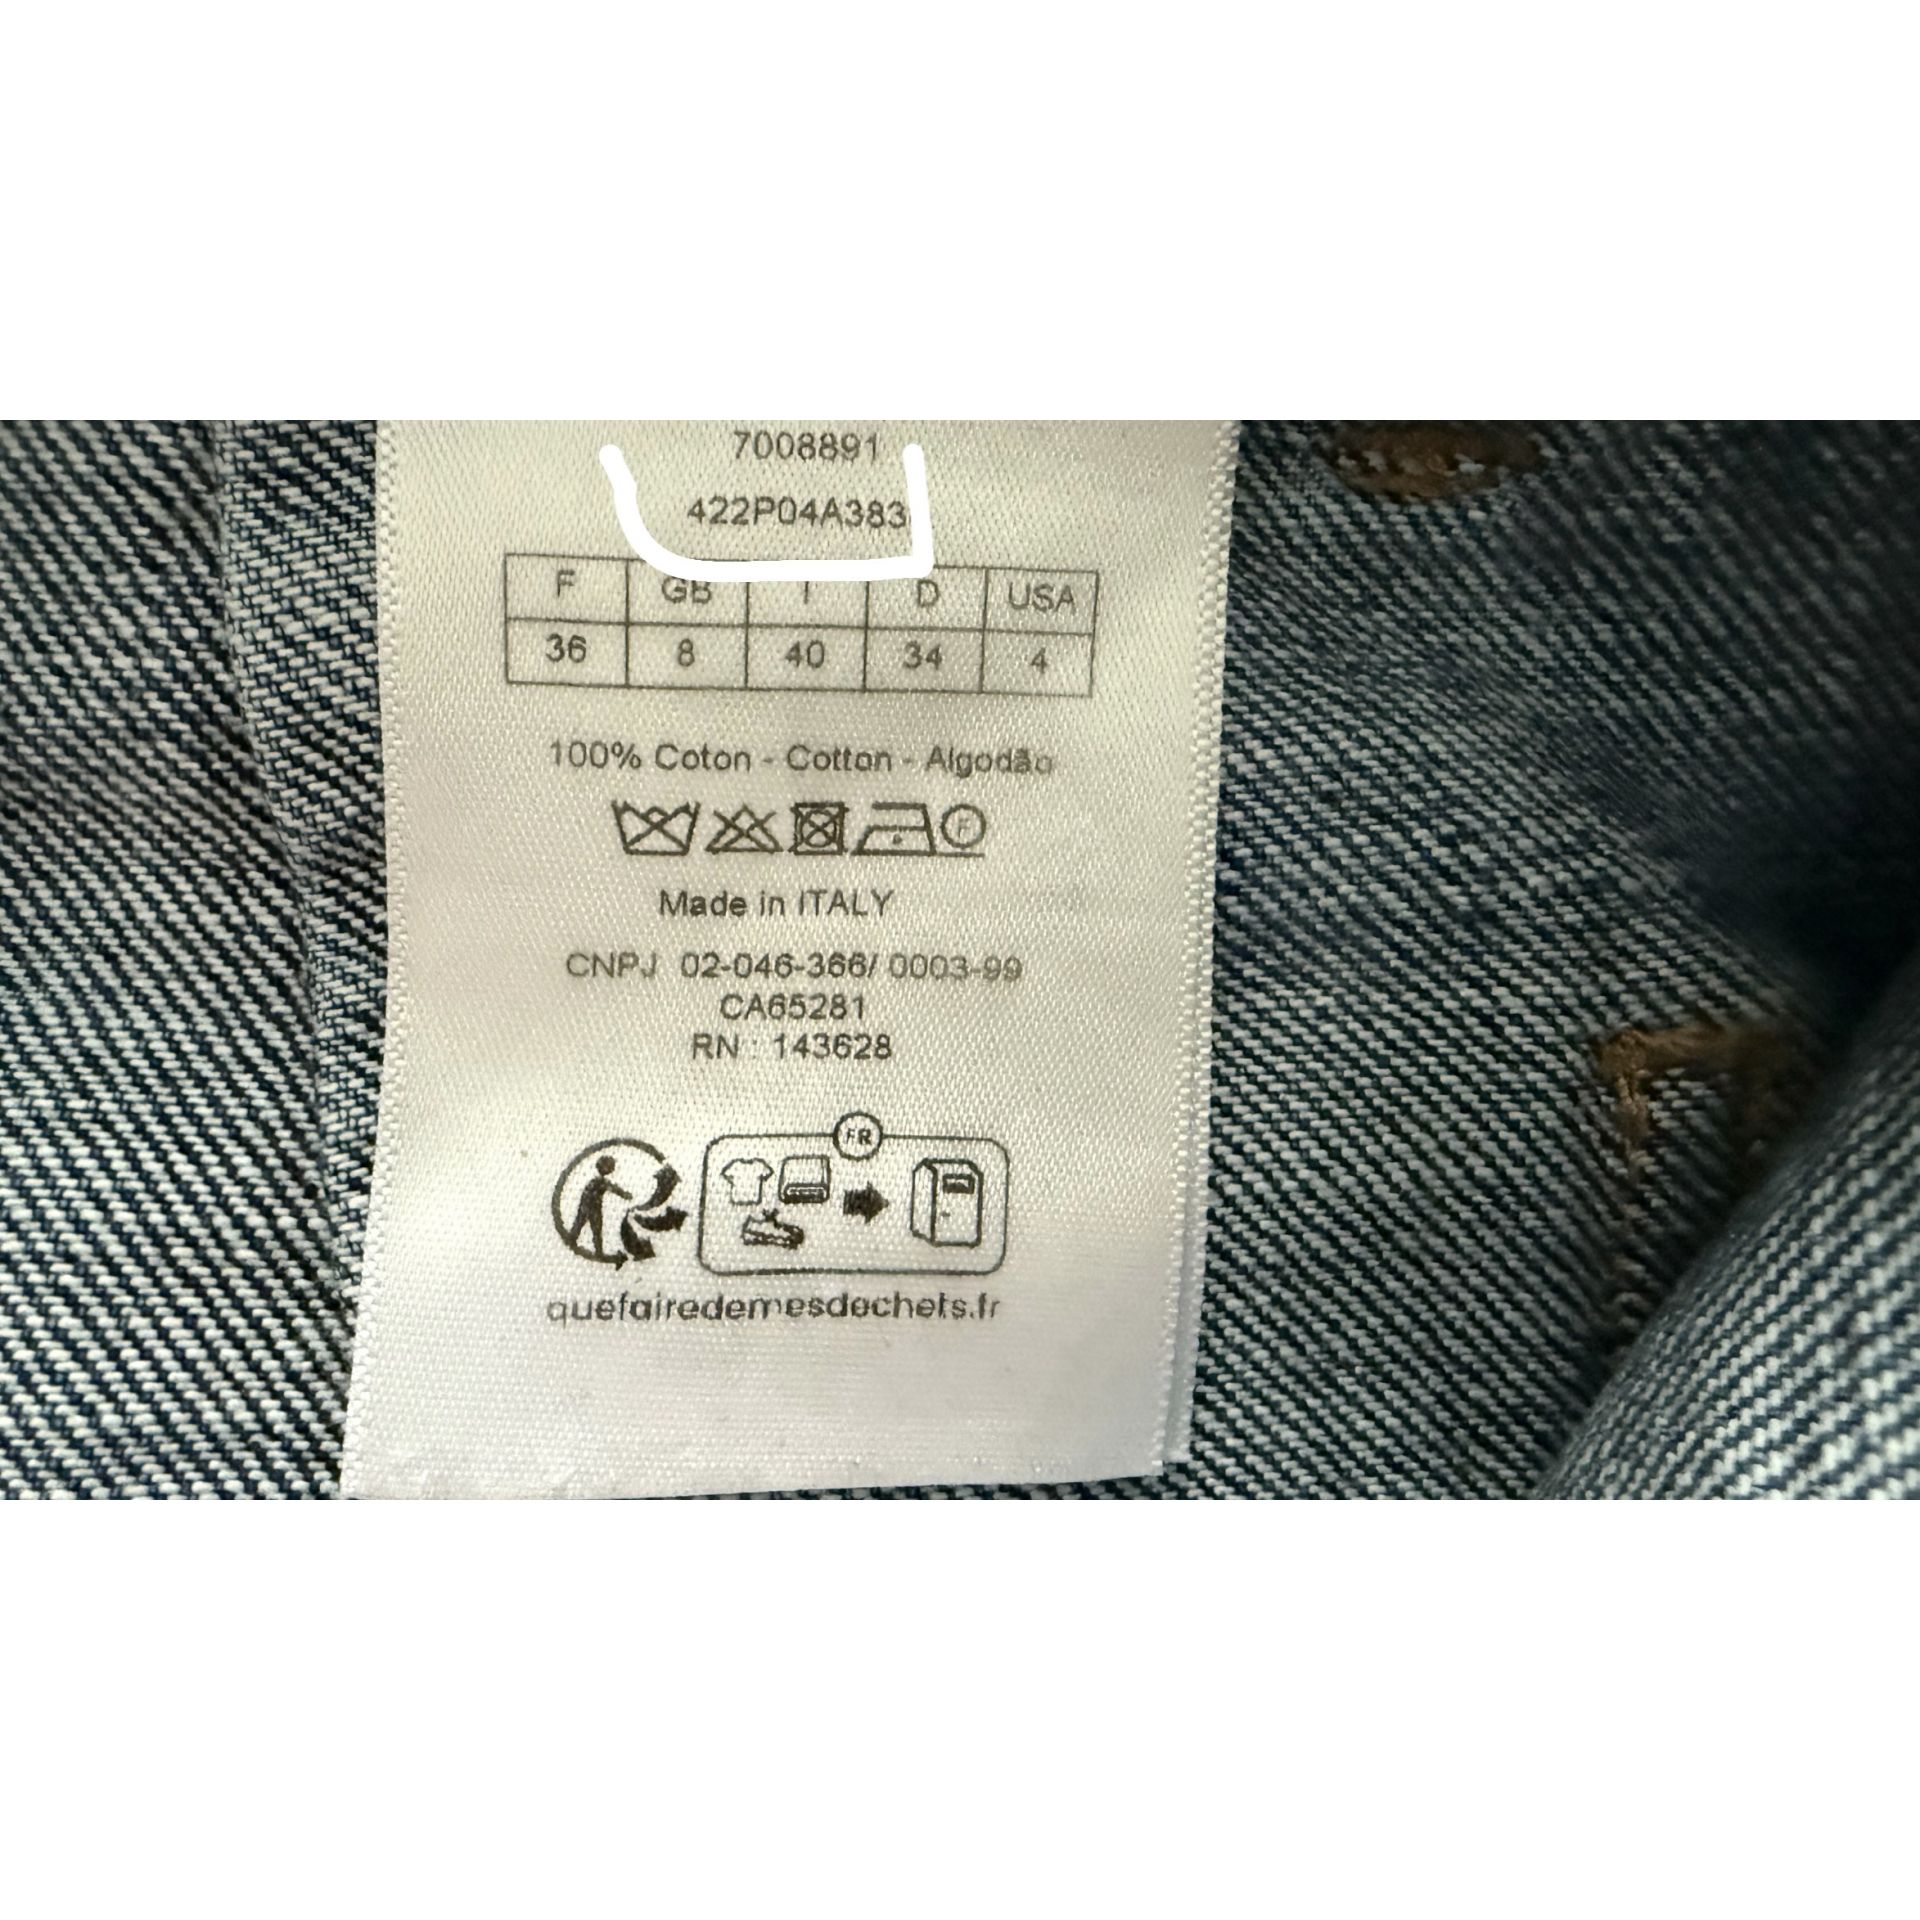 7008891
422P04A383
F GB I D USA
36 8 40 34 4
100% Coton - Cotton - Algodão
F
Made in ITALY
CNPJ 02-046-366/ 0003-99
CA65281
RN : 143628
FR
quefairedemesdechets.fr